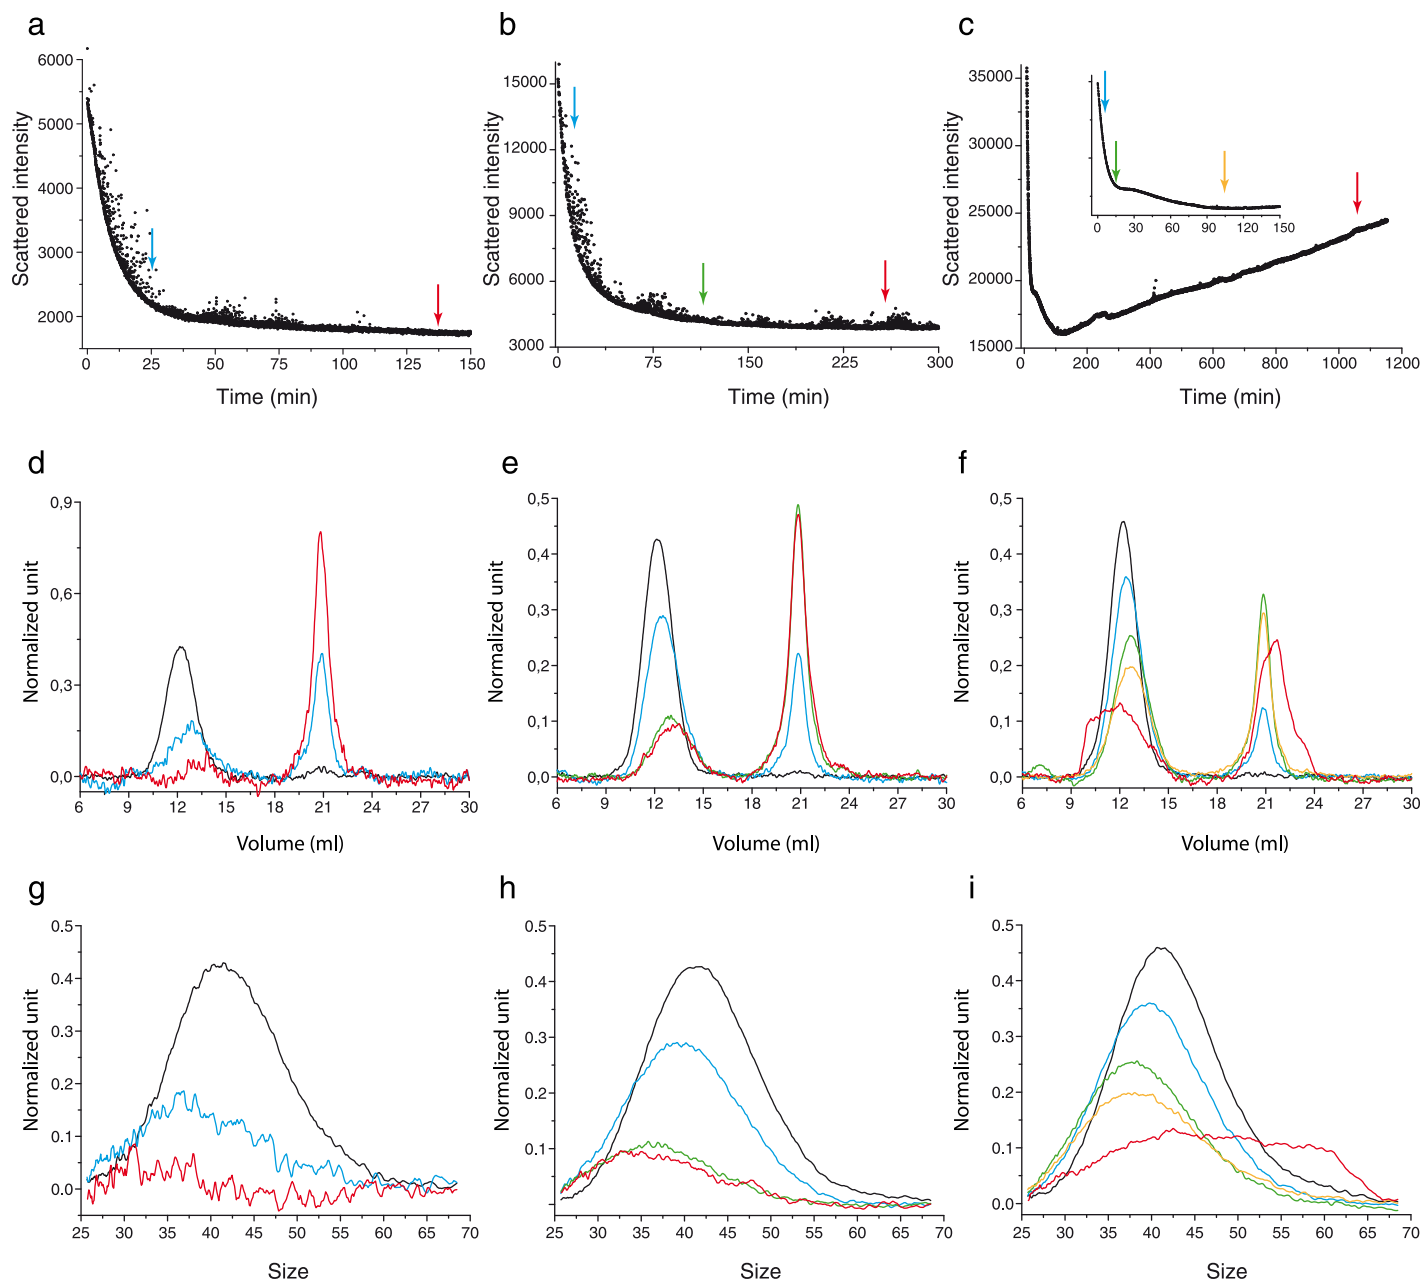 a
6000
5000
4000
3000
2000
Scattered intensity
0 25 50 75 100 125 150
Time (min)
b
15000
12000
9000
6000
3000
Scattered intensity
0 75 150 225 300
Time (min)
c
35000
30000
25000
20000
15000
Scattered intensity
0 30 60 90 120 150
0 200 400 600 800 1000 1200
Time (min)
d
0,9
0,6
0,3
0,0
Normalized unit
6 9 12 15 18 21 24 27 30
Volume (ml)
e
0,5
0,4
0,3
0,2
0,1
0,0
Normalized unit
6 9 12 15 18 21 24 27 30
Volume (ml)
f
0,5
0,4
0,3
0,2
0,1
0,0
Normalized unit
6 9 12 15 18 21 24 27 30
Volume (ml)
g
0.5
0.4
0.3
0.2
0.1
0.0
Normalized unit
25 30 35 40 45 50 55 60 65 70
Size
h
0.5
0.4
0.3
0.2
0.1
Normalized unit
25 30 35 40 45 50 55 60 65 70
Size
i
0.5
0.4
0.3
0.2
0.1
0.0
Normalized unit
25 30 35 40 45 50 55 60 65 70
Size